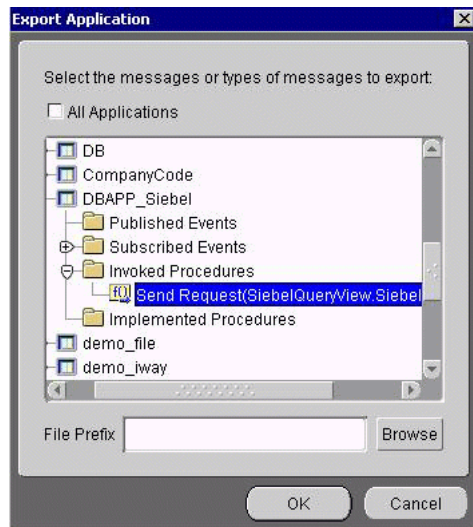 Export Application
Select the messages or types of messages to export:
All Applications
DB
CompanyCode
DBAPP_Siebel
Published Events
Subscribed Events
Invoked Procedures
f() Send Request(SiebelQueryView.Siebel
Implemented Procedures
demo_file
demo_iway
File Prefix
Browse
OK
Cancel